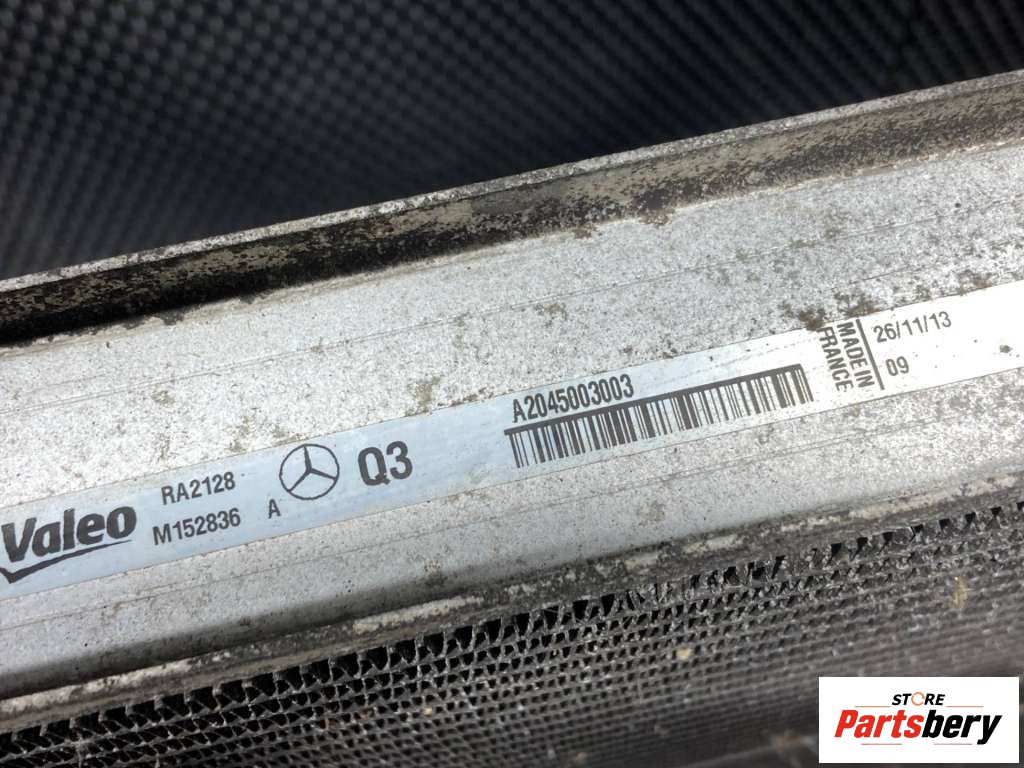 Valeo
RA2128
M152836 A
Q3
A2045003003
MADE IN
FRANCE
26/11/13
09
STORE
Partsbery